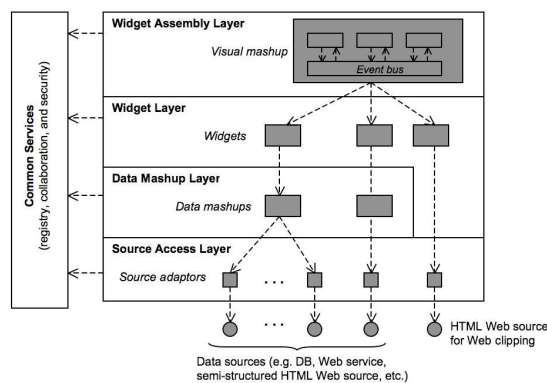 Common Services
(registry, collaboration, and security)
Widget Assembly Layer
Visual mashup
Event bus
Widget Layer
Widgets
Data Mashup Layer
Data mashups
Source Access Layer
Source adaptors
...
...
HTML Web source
for Web clipping
Data sources (e.g. DB, Web service,
semi-structured HTML Web source, etc.)